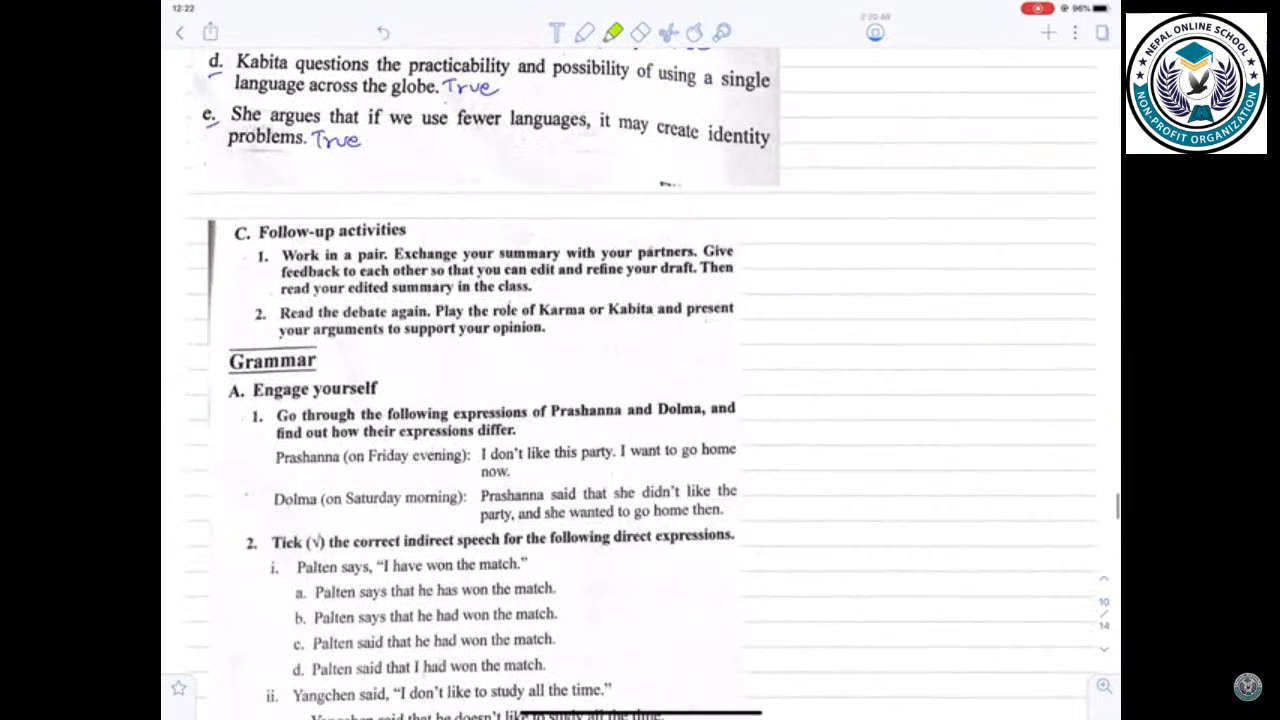 12:22
96%
2:20:48
d. Kabita questions the practicability and possibility of using a single
language across the globe. True
e. She argues that if we use fewer languages, it may create identity
problems. True
C. Follow-up activities
1. Work in a pair. Exchange your summary with your partners. Give
feedback to each other so that you can edit and refine your draft. Then
read your edited summary in the class.
2. Read the debate again. Play the role of Karma or Kabita and present
your arguments to support your opinion.
Grammar
A. Engage yourself
1. Go through the following expressions of Prashanna and Dolma, and
find out how their expressions differ.
Prashanna (on Friday evening): I don't like this party. I want to go home
now.
Dolma (on Saturday morning): Prashanna said that she didn't like the
party, and she wanted to go home then.
2. Tick (√) the correct indirect speech for the following direct expressions.
i. Palten says, "I have won the match."
a. Palten says that he has won the match.
b. Palten says that he had won the match.
c. Palten said that he had won the match.
d. Palten said that I had won the match.
ii. Yangchen said, "I don't like to study all the time."
10
/
14
NEPAL ONLINE SCHOOL
NON-PROFIT ORGANIZATION